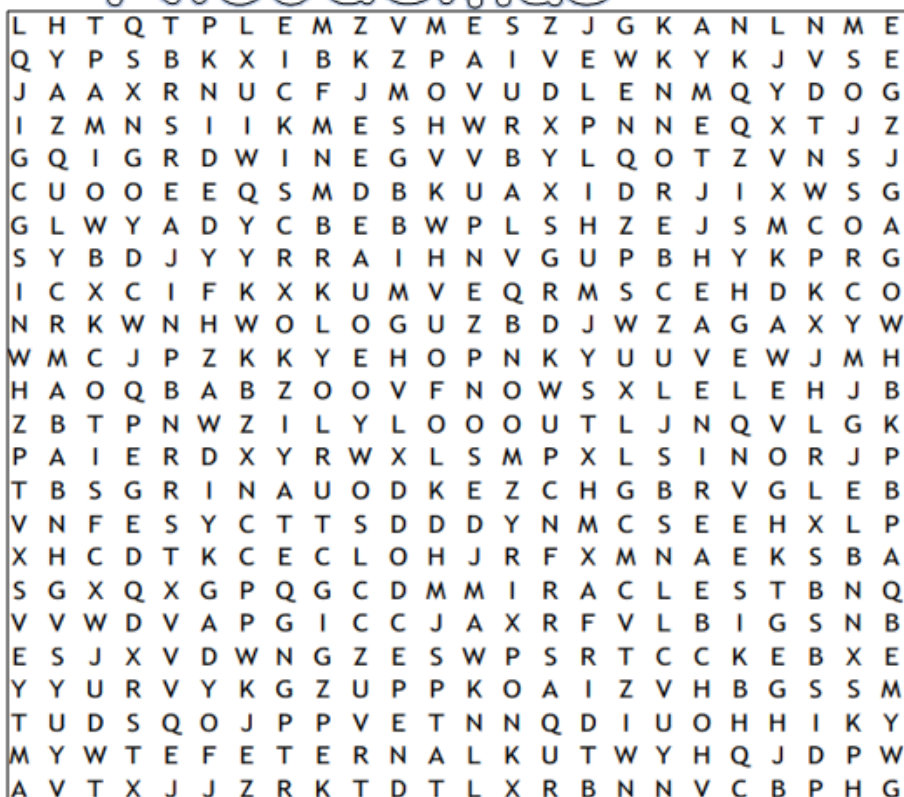 L H T Q T P L E M Z V M E S Z J G K A N L N M E
Q Y P S B K X I B K Z P A I V E W K Y K J V S E
J A A X R N U C F J M O V U D L E N M Q Y D O G
I Z M N S I I K M E S H W R X P N N E Q X T J Z
G Q I G R D W I N E G V V B Y L Q O T Z V N S J
C U O O E E Q S M D B K U A X I D R J I X W S G
G L W Y A D Y C B E B W P L S H Z E J S M C O A
S Y B D J Y Y R R A I H N V G U P B H Y K P R G
I C X C I F K X K U M V E Q R M S C E H D K C O
N R K W N H W O L O G U Z B D J W Z A G A X Y W
W M C J P Z K K Y E H O P N K Y U U V E W J M H
H A O Q B A B Z O O V F N O W S X L E L E H J B
Z B T P N W Z I L Y L O O O U T L J N Q V L G K
P A I E R D X Y R W X L S M P X L S I N O R J P
T B S G R I N A U O D K E Z C H G B R V G L E B
V N F E S Y C T T S D D D Y N M C S E E H X L P
X H C D T K C E C L O H J R F X M N A E K S B A
S G X Q X G P Q G C D M M I R A C L E S T B N Q
V V W D V A P G I C C J A X R F V L B I G S N B
E S J X V D W N G Z E S W P S R T C C K E B X E
Y Y U R V Y K G Z U P P K O A I Z V H B G S S M
T U D S Q O J P P V E T N N Q D I U O H H I K Y
M Y W T E F E T E R N A L K U T W Y H Q J D P W
A V T X J J Z R K T D T L X R B N N V C B P H G